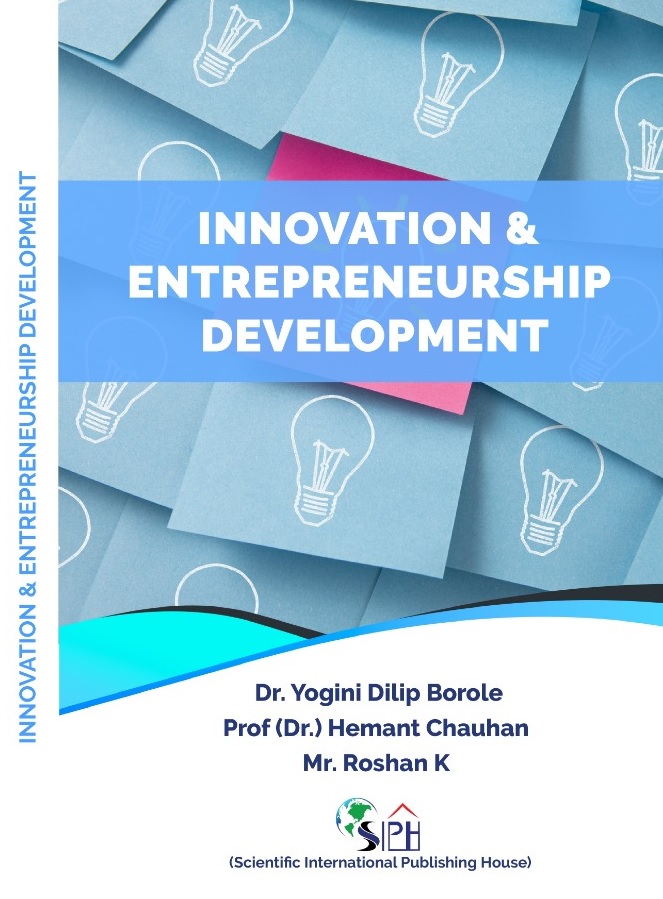 INNOVATION & ENTREPRENEURSHIP DEVELOPMENT
INNOVATION &
ENTREPRENEURSHIP
DEVELOPMENT
Dr. Yogini Dilip Borole
Prof (Dr.) Hemant Chauhan
Mr. Roshan K
SIPH
(Scientific International Publishing House)